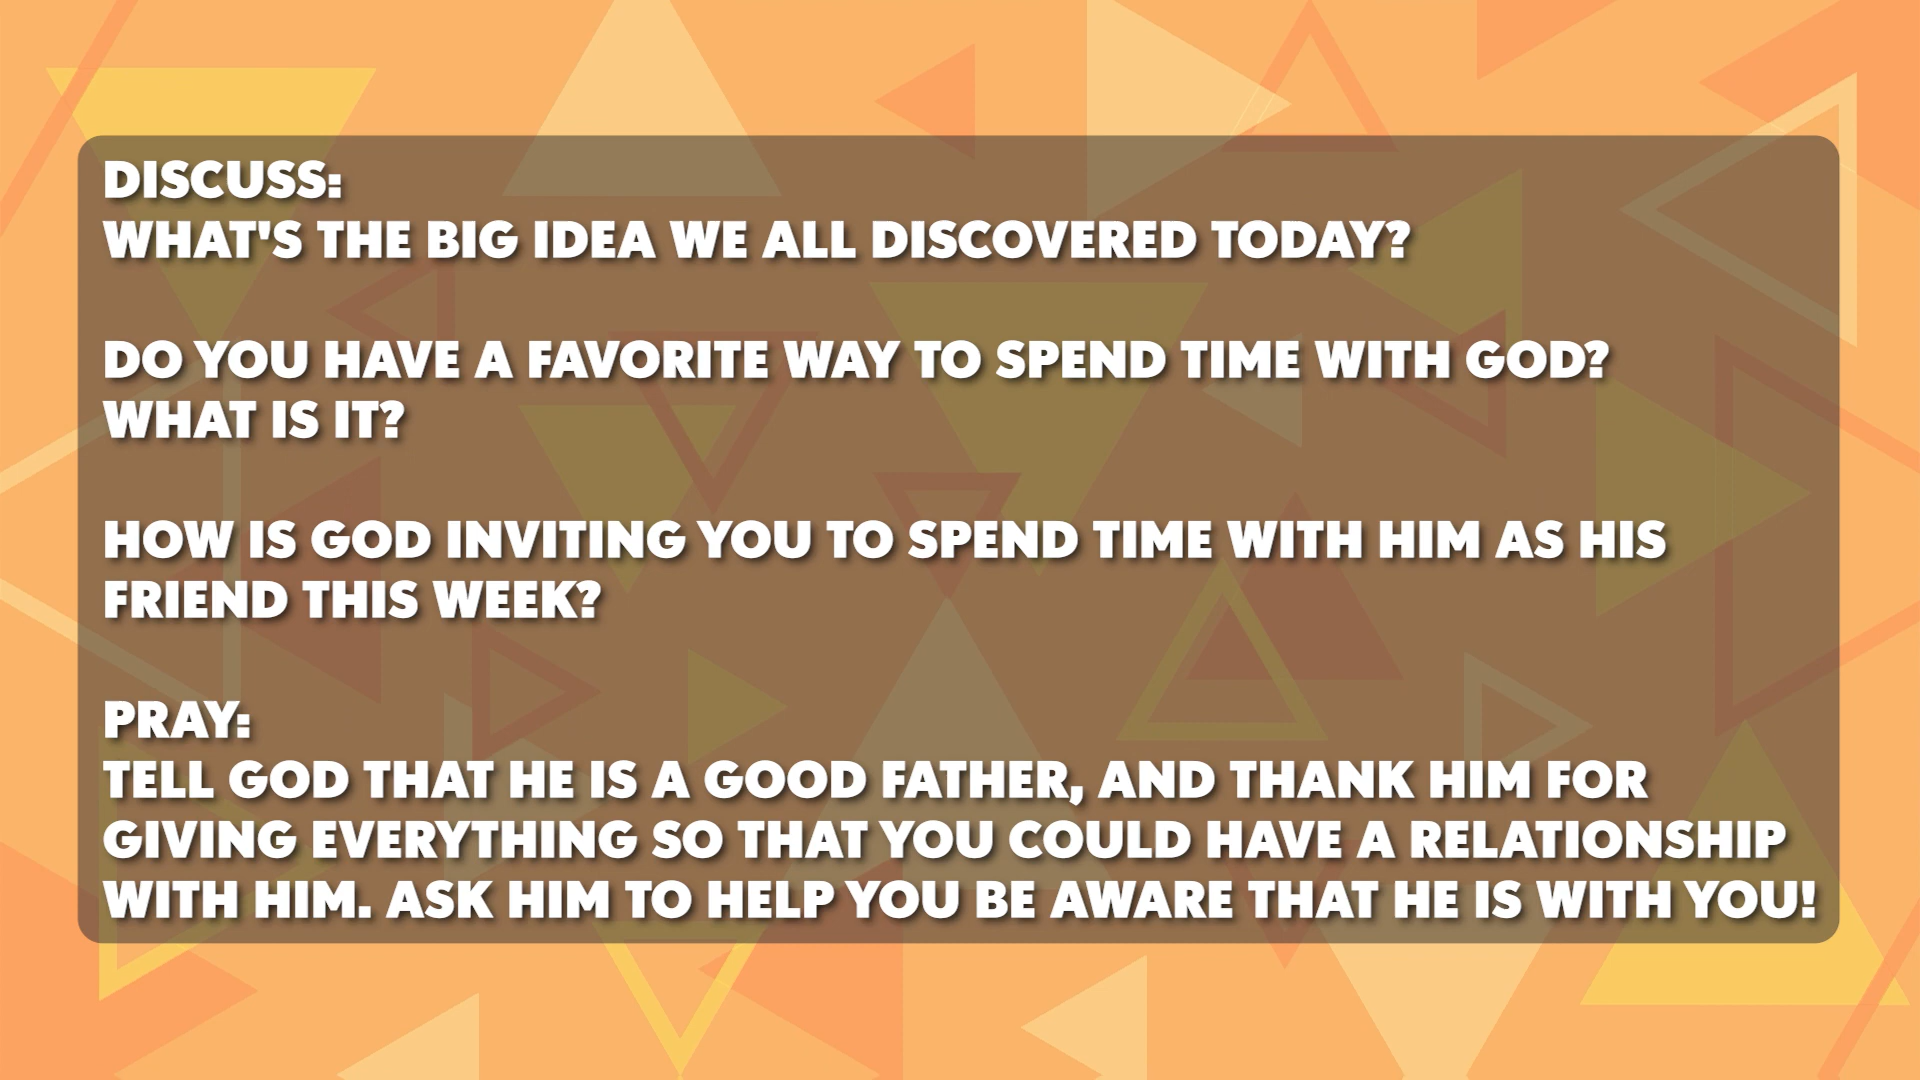 DISCUSS:
WHAT'S THE BIG IDEA WE ALL DISCOVERED TODAY?
DO YOU HAVE A FAVORITE WAY TO SPEND TIME WITH GOD?
WHAT IS IT?
HOW IS GOD INVITING YOU TO SPEND TIME WITH HIM AS HIS
FRIEND THIS WEEK?
PRAY:
TELL GOD THAT HE IS A GOOD FATHER, AND THANK HIM FOR
GIVING EVERYTHING SO THAT YOU COULD HAVE A RELATIONSHIP
WITH HIM. ASK HIM TO HELP YOU BE AWARE THAT HE IS WITH YOU!